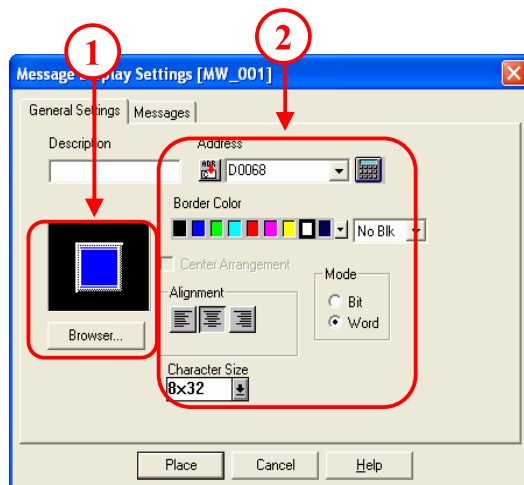 1
2
Message Display Settings [MW_001]
General Settings
Messages
Description
Address
ADR
D0068
Border Color
No Blk
Center Arrangement
Mode
Alignment
Bit
Word
Browser...
Character Size
8x32
Place
Cancel
Help